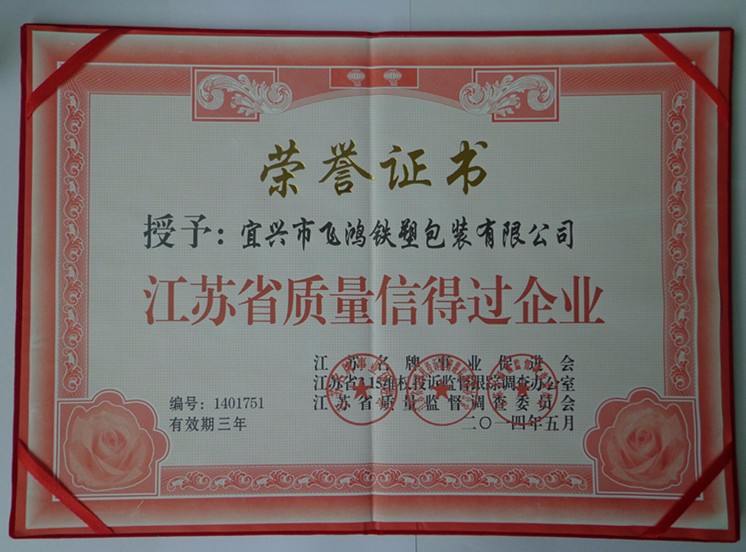 荣誉证书
授予：宜兴市飞鸿铁塑包装有限公司
江苏省质量信得过企业
江苏名牌事业促进会
江苏省3.15维权投诉监督跟踪调查办公室
编号：1401751
江苏省质量监督调查委员会
有效期三年
二〇一四年五月